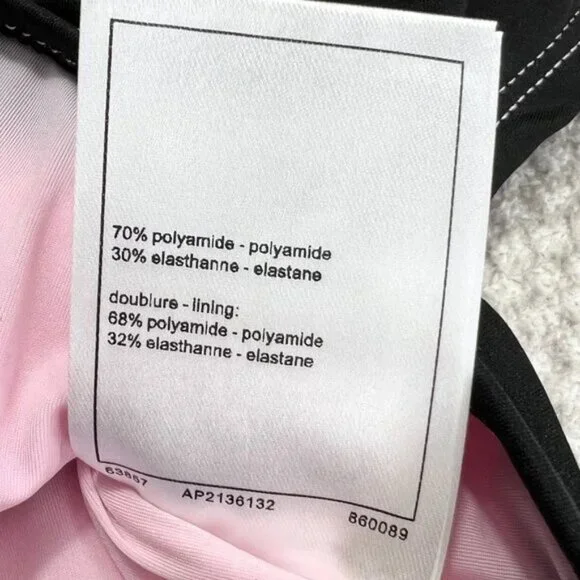 70% polyamide - polyamide
30% elasthanne - elastane
doublure - lining:
68% polyamide - polyamide
32% elasthanne - elastane
63857 AP2136132 860089